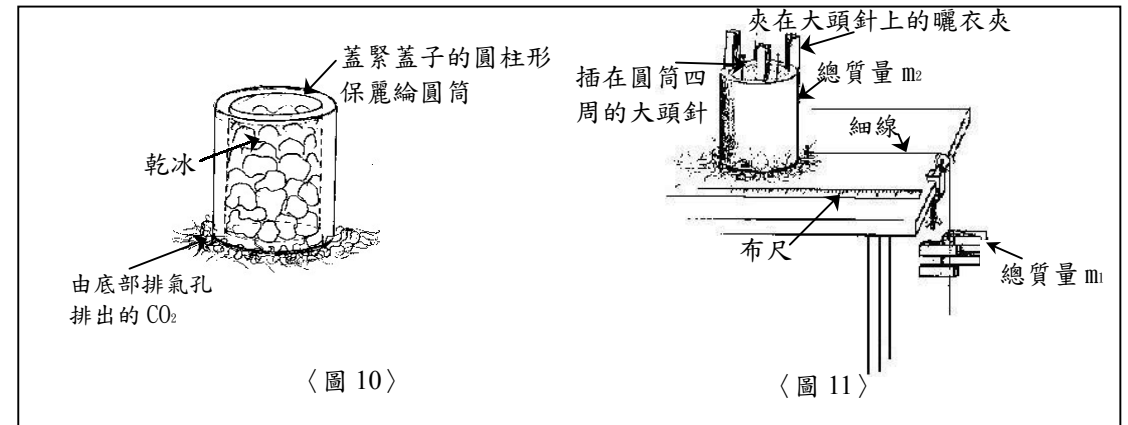 蓋緊蓋子的圓柱形
保麗綸圓筒
乾冰
由底部排氣孔
排出的 CO₂
〈圖 10〉
夾在大頭針上的曬衣夾
插在圓筒四
周的大頭針
總質量 m₂
細線
布尺
總質量 m₁
〈圖 11〉